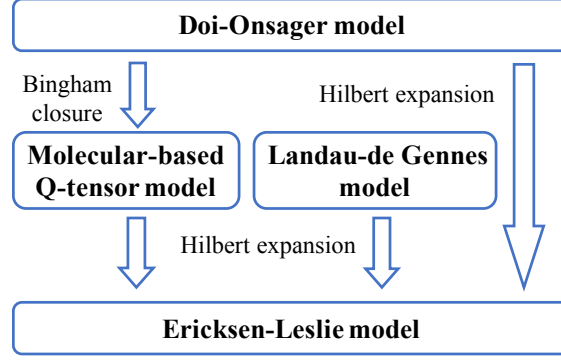 Doi-Onsager model
Bingham
closure
Hilbert expansion
Molecular-based
Q-tensor model
Landau-de Gennes
model
Hilbert expansion
Ericksen-Leslie model